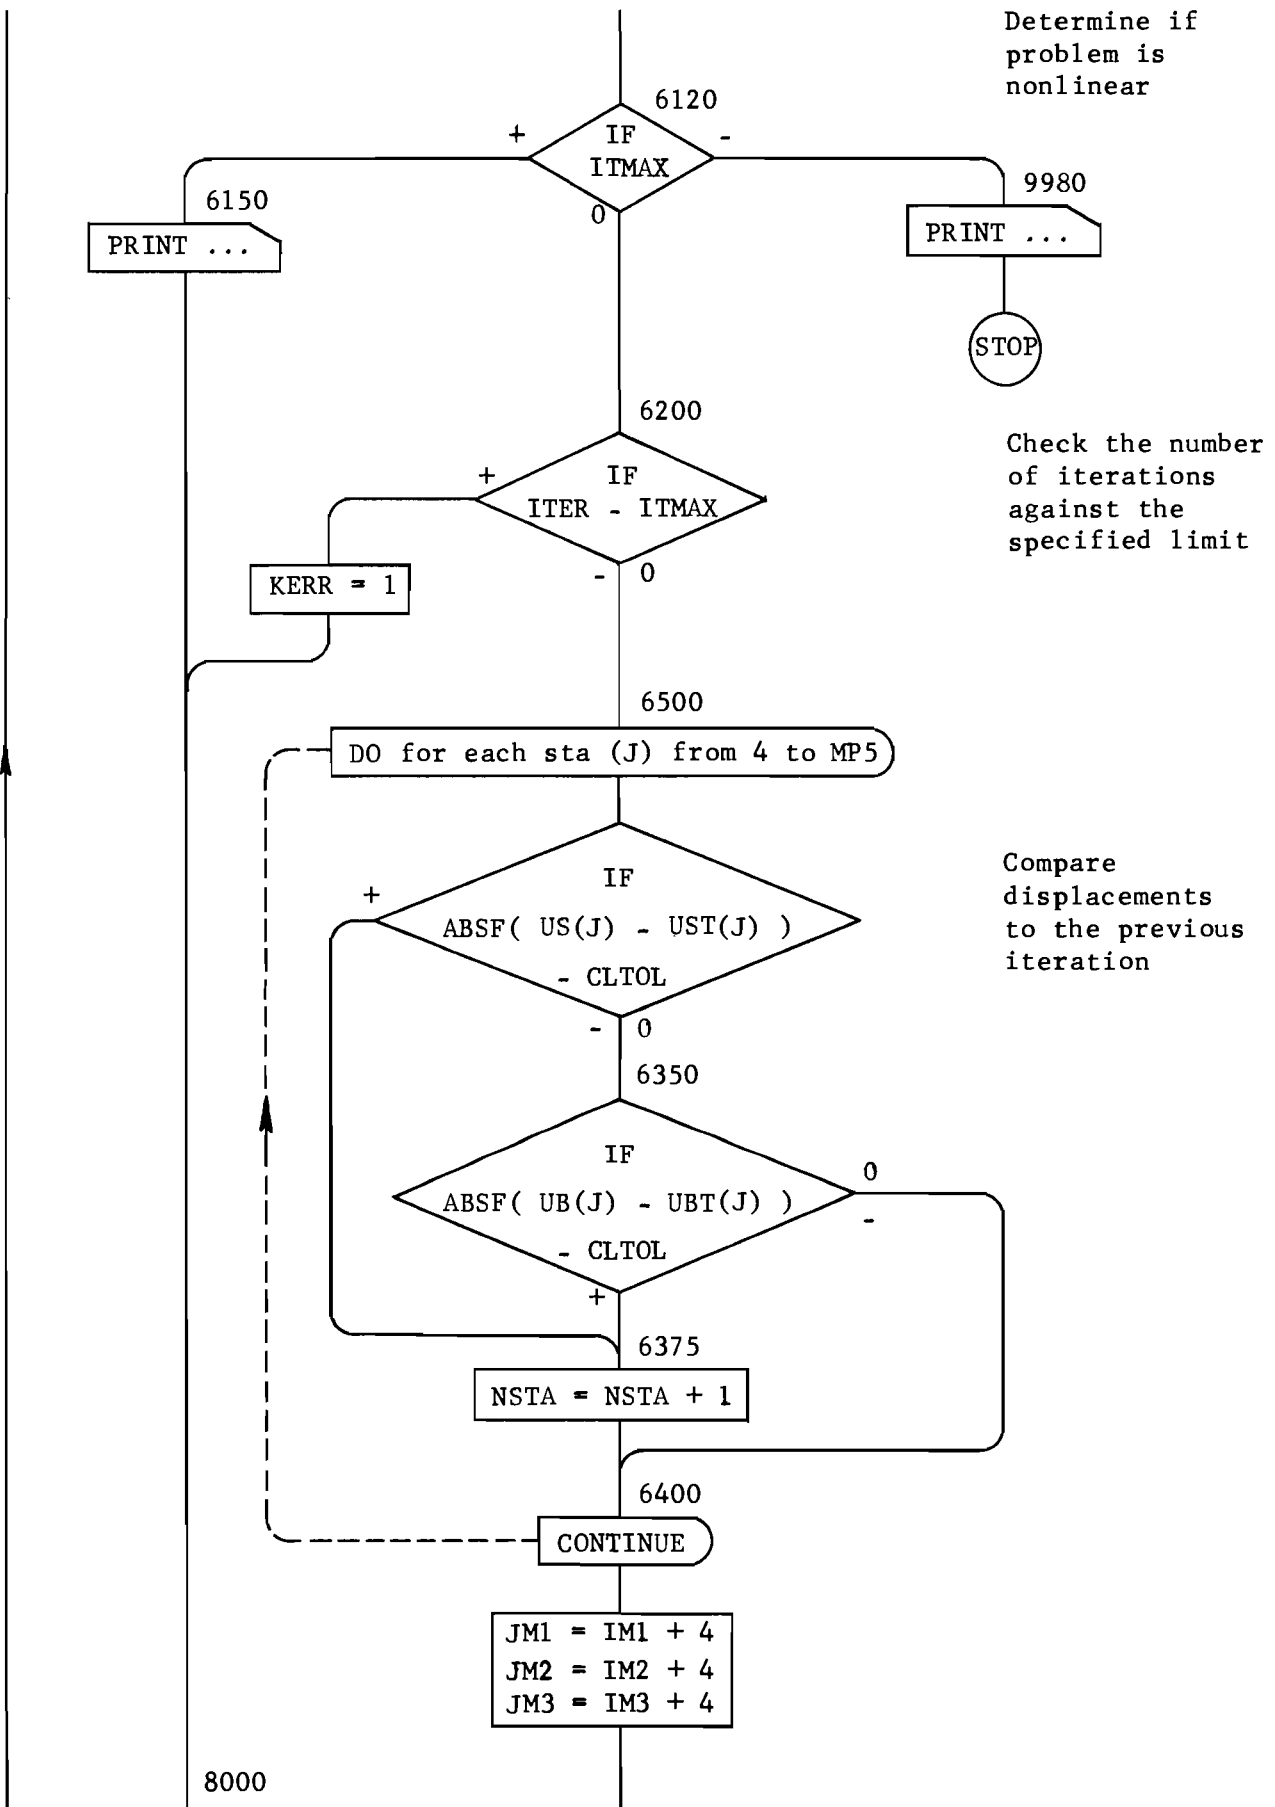 Determine if
problem is
nonlinear
6120
+
IF
ITMAX
-
0
6150
PRINT ...
9980
PRINT ...
STOP
6200
+
IF
ITER - ITMAX
- 0
Check the number
of iterations
against the
specified limit
KERR = 1
6500
DO for each sta (J) from 4 to MP5
+
IF
ABSF( US(J) - UST(J) )
- CLTOL
- 0
Compare
displacements
to the previous
iteration
6350
IF
ABSF( UB(J) - UBT(J) )
- CLTOL
0
-
+
6375
NSTA = NSTA + 1
6400
CONTINUE
JM1 = IM1 + 4
JM2 = IM2 + 4
JM3 = IM3 + 4
8000